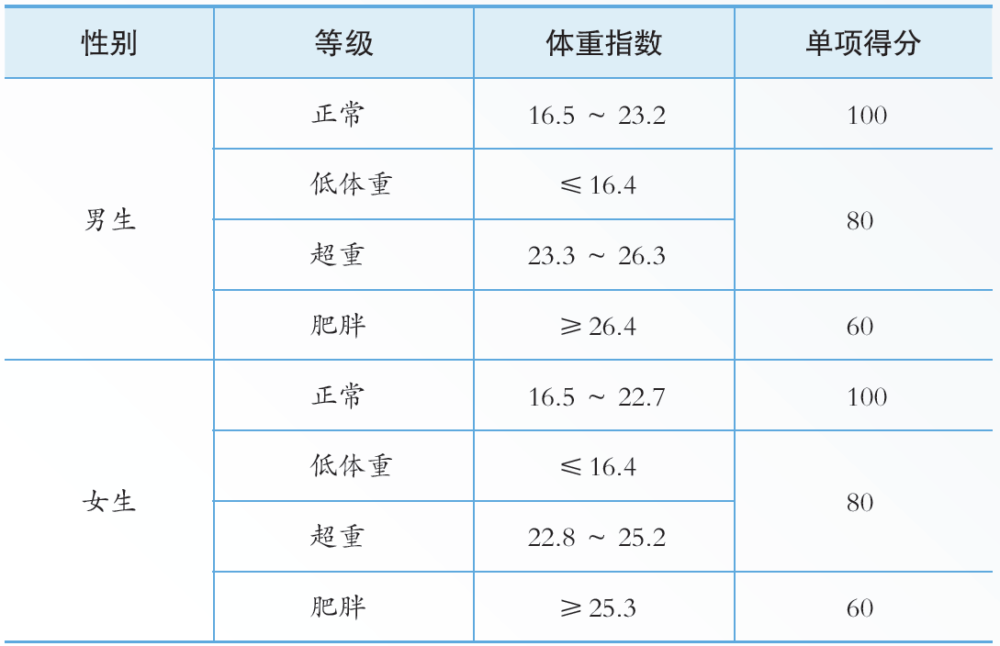 性别 等级 体重指数 单项得分
正常 16.5 ~ 23.2 100
低体重 ≤16.4
男生 80
超重 23.3 ~ 26.3
肥胖 ≥26.4 60
正常 16.5 ~ 22.7 100
低体重 ≤16.4
女生 80
超重 22.8 ~ 25.2
肥胖 ≥25.3 60